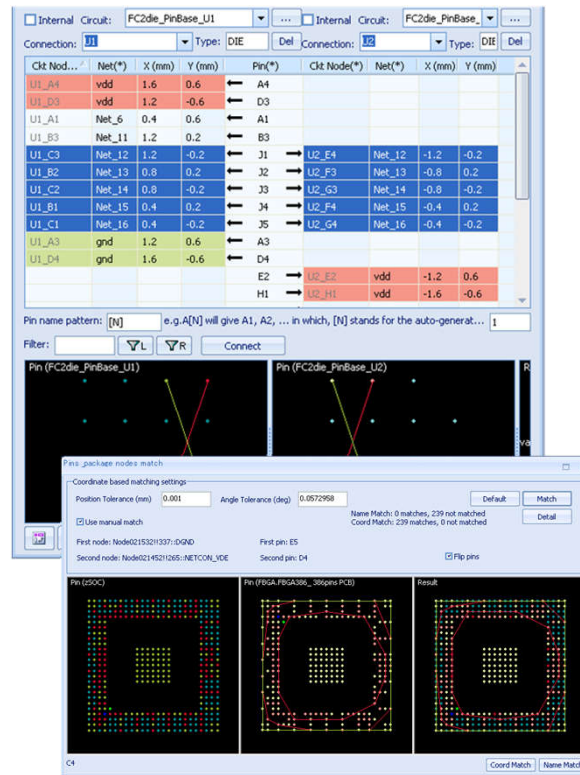 Internal Circuit: FC2die_PinBase_U1 ... Internal Circuit: FC2die_PinBase_ ...
Connection: U1 Type: DIE Del Connection: U2 Type: DIE Del
Ckt Nod... Net(*) X (mm) Y (mm) Pin(*) Ckt Node(*) Net(*) X (mm) Y (mm)
U1_A4 vdd 1.6 0.6 A4
U1_D3 vdd 1.2 -0.6 D3
U1_A1 Net_6 0.4 0.6 A1
U1_B3 Net_11 1.2 0.2 B3
U1_C3 Net_12 1.2 -0.2 J1 U2_E4 Net_12 -1.2 -0.2
U1_B2 Net_13 0.8 0.2 J2 U2_F3 Net_13 -0.8 0.2
U1_C2 Net_14 0.8 -0.2 J3 U2_G3 Net_14 -0.8 -0.2
U1_B1 Net_15 0.4 0.2 J4 U2_F4 Net_15 -0.4 0.2
U1_C1 Net_16 0.4 -0.2 J5 U2_G4 Net_16 -0.4 -0.2
U1_A3 gnd 1.2 0.6 A3
U1_D4 gnd 1.6 -0.6 D4
E2 U2_E2 vdd -1.2 0.6
H1 U2_H1 vdd -1.6 -0.6
Pin name pattern: [N] e.g.A[N] will give A1, A2, ... in which, [N] stands for the auto-generat... 1
Filter: L R Connect
Pin (FC2die_PinBase_U1) Pin (FC2die_PinBase_U2) R
va
Pins_package nodes match
Coordinate based matching settings
Position Tolerance (mm) 0.001 Angle Tolerance (deg) 0.0572958 Default Match
Name Match: 0 matches, 239 not matched
Use manual match Coord Match: 239 matches, 0 not matched Detail
First node: Node021532!!337::DGND First pin: E5
Second node: Node021452!!265::NETCON_VDE Second pin: D4 Flip pins
Pin (zSOC) Pin (FBGA.FBGA386_ 386pins PCB) Result
C4 Coord Match Name Match